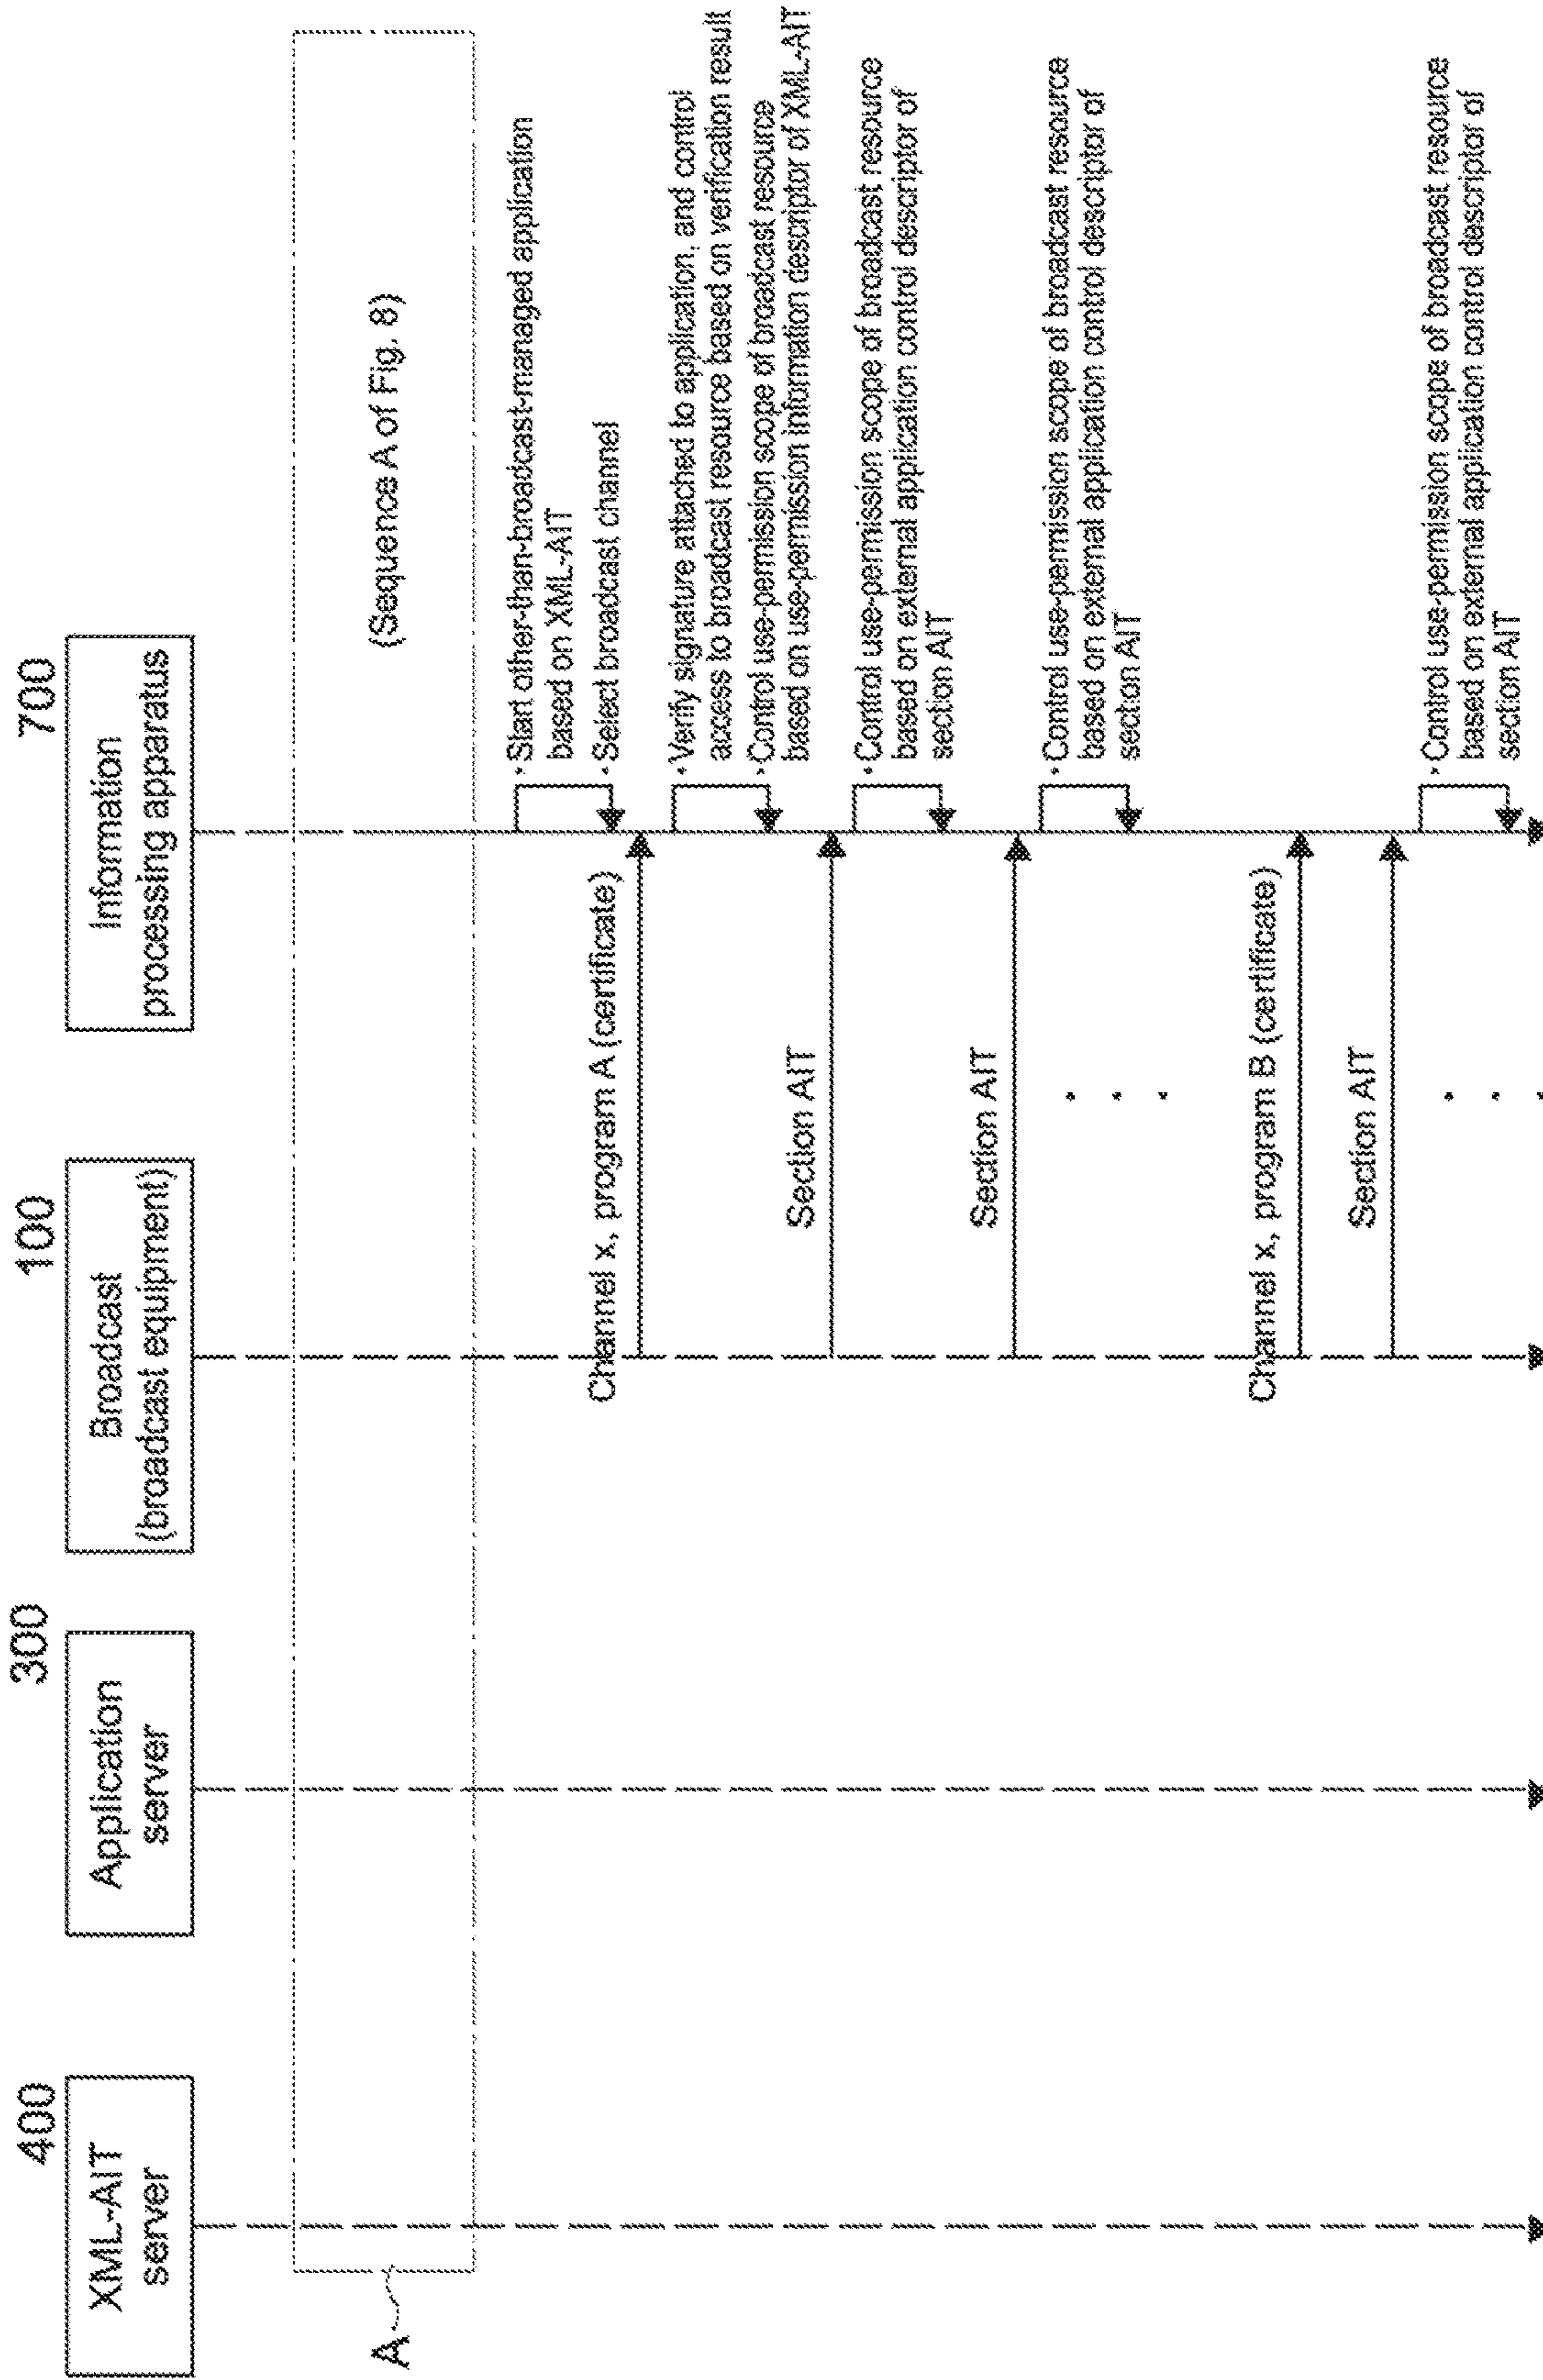 400
XML-AIT
server
300
Application
server
100
Broadcast
(broadcast equipment)
700
Information
processing apparatus
A
(Sequence A of Fig. 8)
・Start other-than-broadcast-managed application
based on XML-AIT
・Select broadcast channel
Channel x, program A (certificate)
・Verify signature attached to application, and control
access to broadcast resource based on verification result
・Control use-permission scope of broadcast resource
based on use-permission information descriptor of XML-AIT
Section AIT
・Control use-permission scope of broadcast resource
based on external application control descriptor of
section AIT
Section AIT
・Control use-permission scope of broadcast resource
based on external application control descriptor of
section AIT
Channel x, program B (certificate)
Section AIT
・Control use-permission scope of broadcast resource
based on external application control descriptor of
section AIT